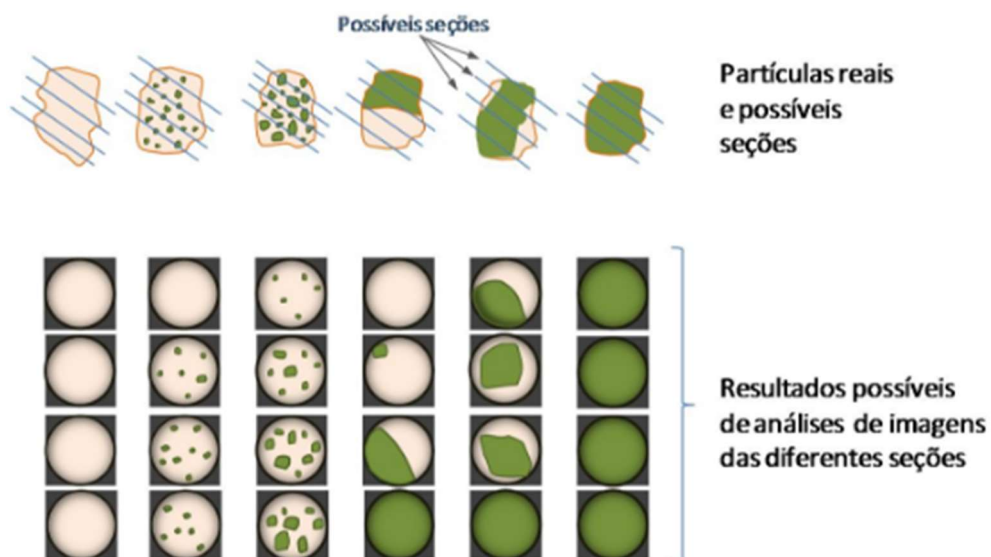 Possíveis seções
Partículas reais
e possíveis
seções
Resultados possíveis
de análises de imagens
das diferentes seções